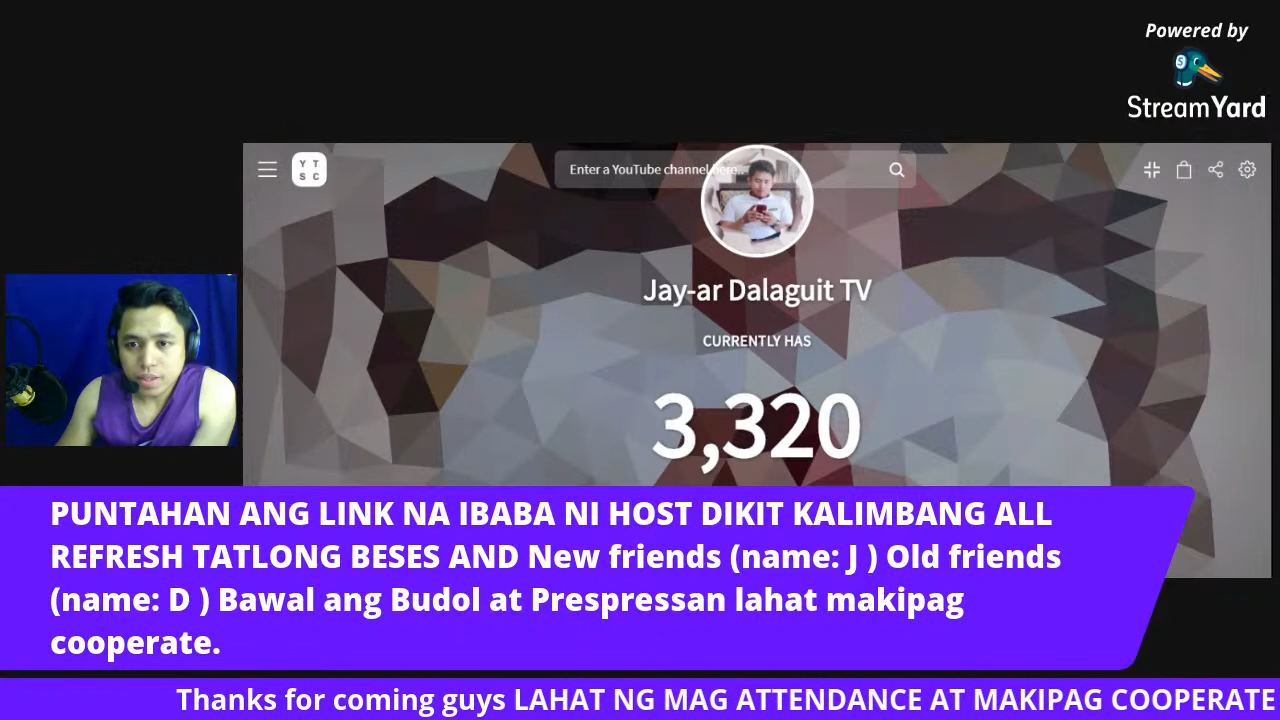 Powered by
StreamYard
Y T
S C
Enter a YouTube channel here...
Jay-ar Dalaguit TV
CURRENTLY HAS
3,320
PUNTAHAN ANG LINK NA IBABA NI HOST DIKIT KALIMBANG ALL
REFRESH TATLONG BESES AND New friends (name: J ) Old friends
(name: D ) Bawal ang Budol at Prespressan lahat makipag
cooperate.
Thanks for coming guys LAHAT NG MAG ATTENDANCE AT MAKIPAG COOPERATE